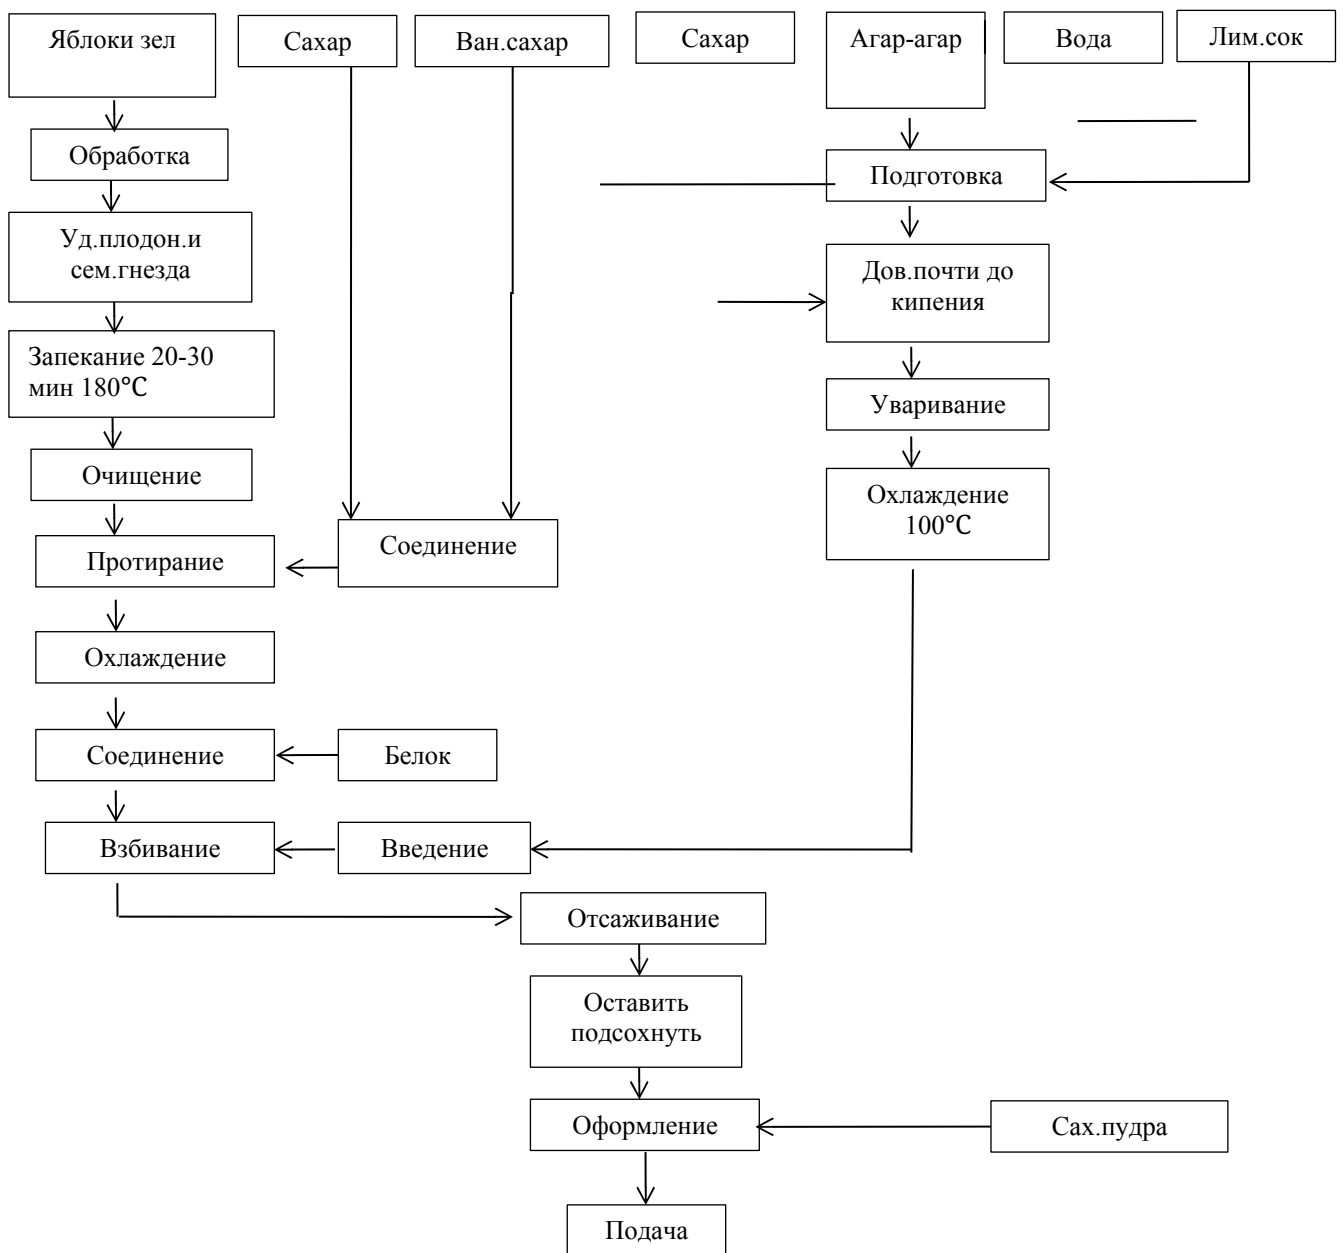 Яблоки зел
Сахар
Ван.сахар
Сахар
Агар-агар
Вода
Лим.сок
Обработка
Подготовка
Уд.плодон.и
сем.гнезда
Дов.почти до
кипения
Запекание 20-30
мин 180℃
Уваривание
Очищение
Охлаждение
100℃
Соединение
Протирание
Охлаждение
Соединение
Белок
Взбивание
Введение
Отсаживание
Оставить
подсохнуть
Оформление
Сах.пудра
Подача